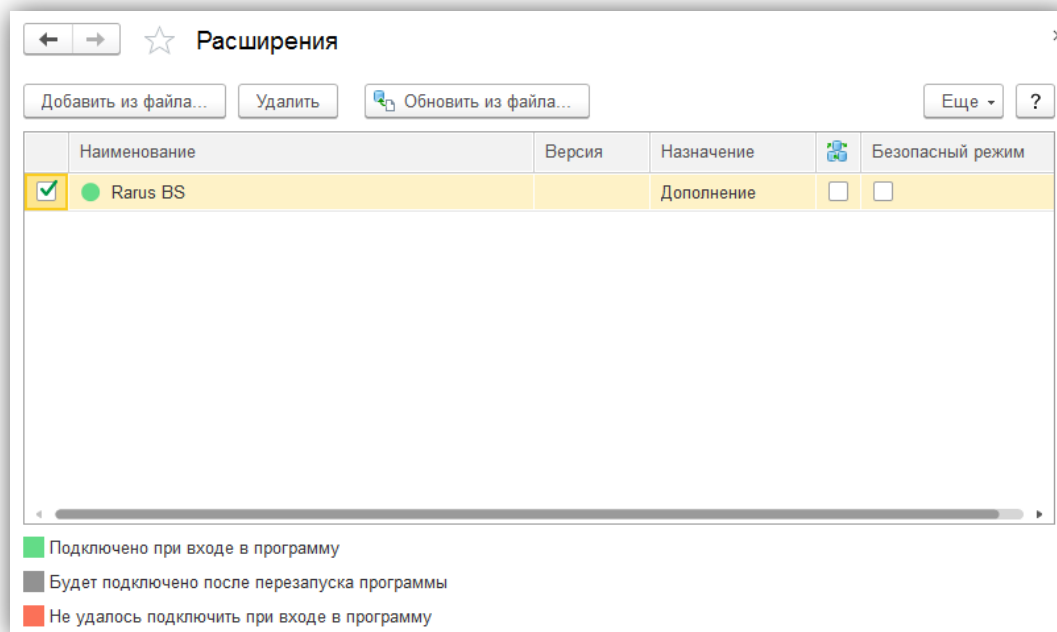 Расширения
Добавить из файла... Удалить Обновить из файла... Еще ?
Наименование Версия Назначение Безопасный режим
Rarus BS Дополнение
Подключено при входе в программу
Будет подключено после перезапуска программы
Не удалось подключить при входе в программу